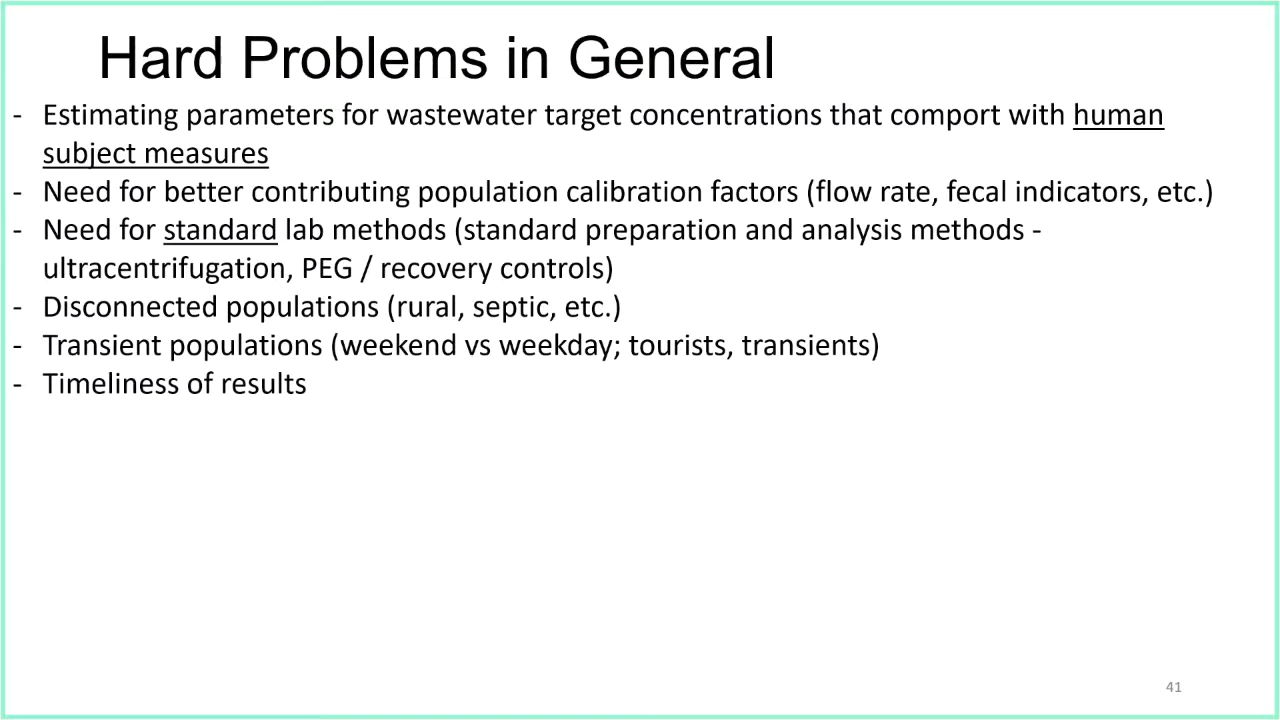 Hard Problems in General
- Estimating parameters for wastewater target concentrations that comport with human
subject measures
- Need for better contributing population calibration factors (flow rate, fecal indicators, etc.)
- Need for standard lab methods (standard preparation and analysis methods -
ultracentrifugation, PEG / recovery controls)
- Disconnected populations (rural, septic, etc.)
- Transient populations (weekend vs weekday; tourists, transients)
- Timeliness of results
41